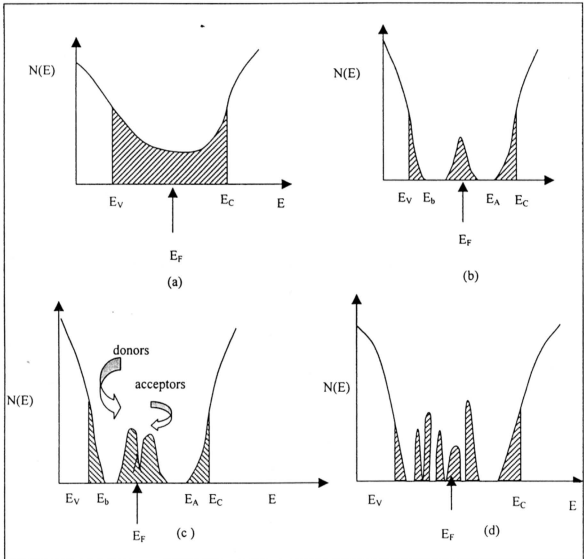 N(E)
E_V E_C E
E_F
(a)
N(E)
E_V E_b E_A E_C
E_F
(b)
donors
acceptors
N(E)
E_V E_b E_A E_C E
E_F
(c)
E_V E_C E
E_F
(d)